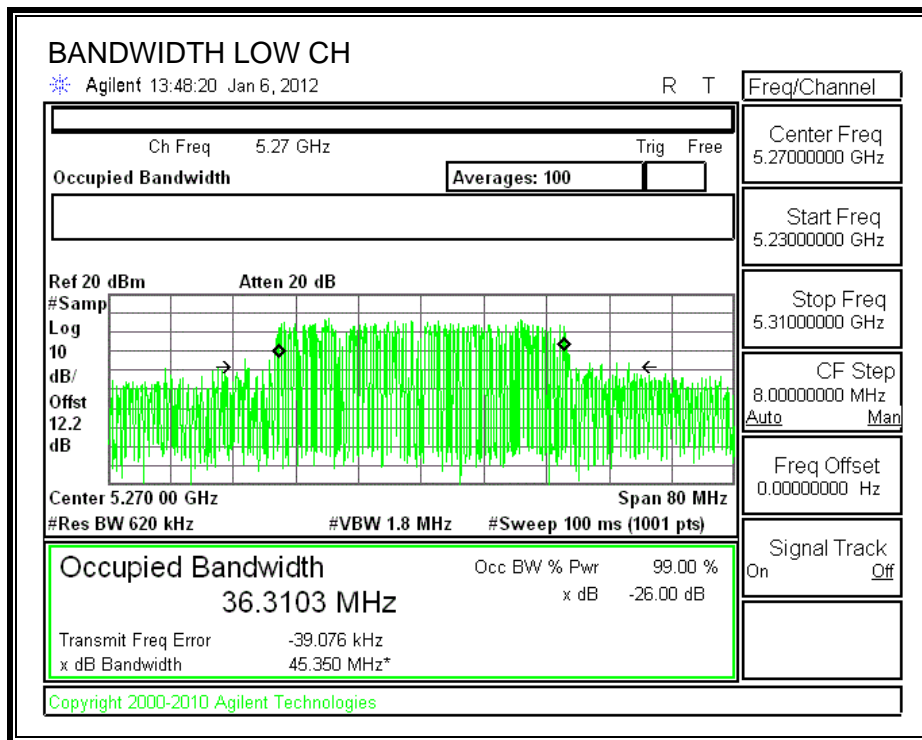 BANDWIDTH LOW CH
Agilent 13:48:20 Jan 6, 2012 R T
Freq/Channel
Ch Freq 5.27 GHz Trig Free
Occupied Bandwidth Averages: 100
Center Freq
5.27000000 GHz
Start Freq
5.23000000 GHz
Stop Freq
5.31000000 GHz
CF Step
8.00000000 MHz
Auto Man
Freq Offset
0.00000000 Hz
Signal Track
On Off
Ref 20 dBm Atten 20 dB
#Samp
Log
10
dB/
Offst
12.2
dB
Center 5.270 00 GHz Span 80 MHz
#Res BW 620 kHz #VBW 1.8 MHz #Sweep 100 ms (1001 pts)
Occupied Bandwidth Occ BW % Pwr 99.00 %
36.3103 MHz x dB -26.00 dB
Transmit Freq Error -39.076 kHz
x dB Bandwidth 45.350 MHz*
Copyright 2000-2010 Agilent Technologies